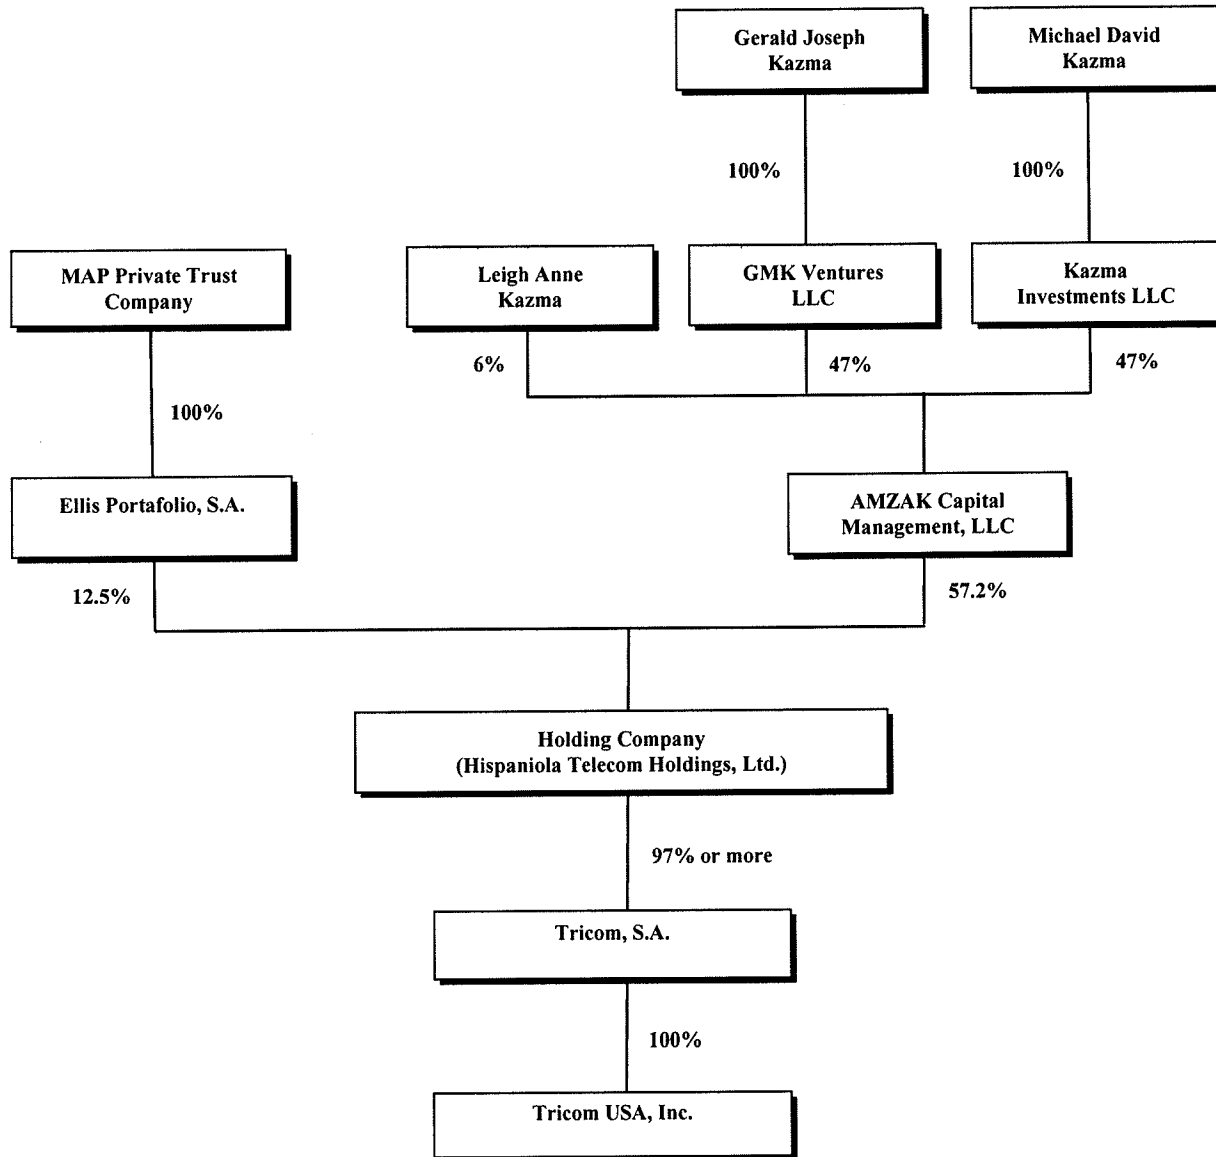 Gerald Joseph
Kazma
Michael David
Kazma
100%
100%
MAP Private Trust
Company
Leigh Anne
Kazma
GMK Ventures
LLC
Kazma
Investments LLC
6%
47%
47%
100%
Ellis Portafolio, S.A.
AMZAK Capital
Management, LLC
12.5%
57.2%
Holding Company
(Hispaniola Telecom Holdings, Ltd.)
97% or more
Tricom, S.A.
100%
Tricom USA, Inc.